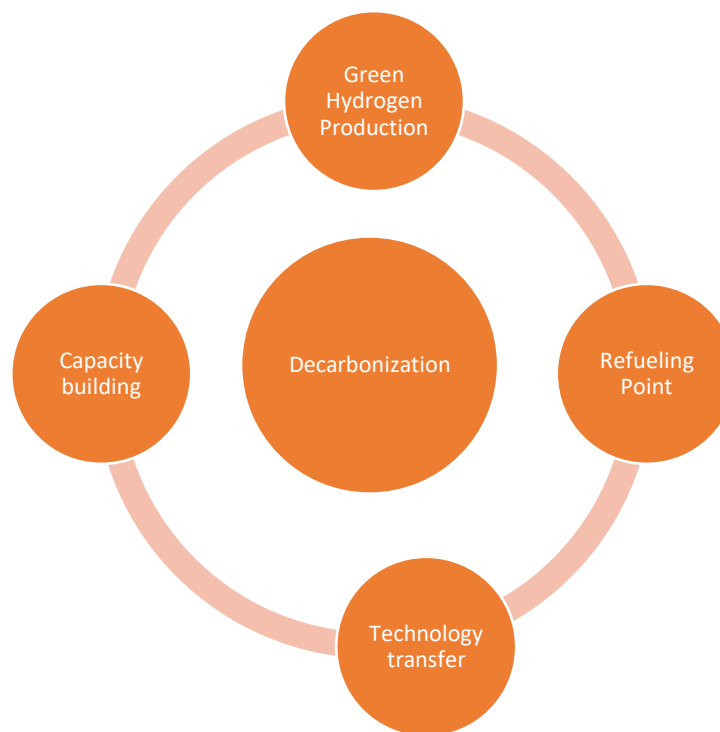 Green
Hydrogen
Production
Capacity
building
Decarbonization
Refueling
Point
Technology
transfer